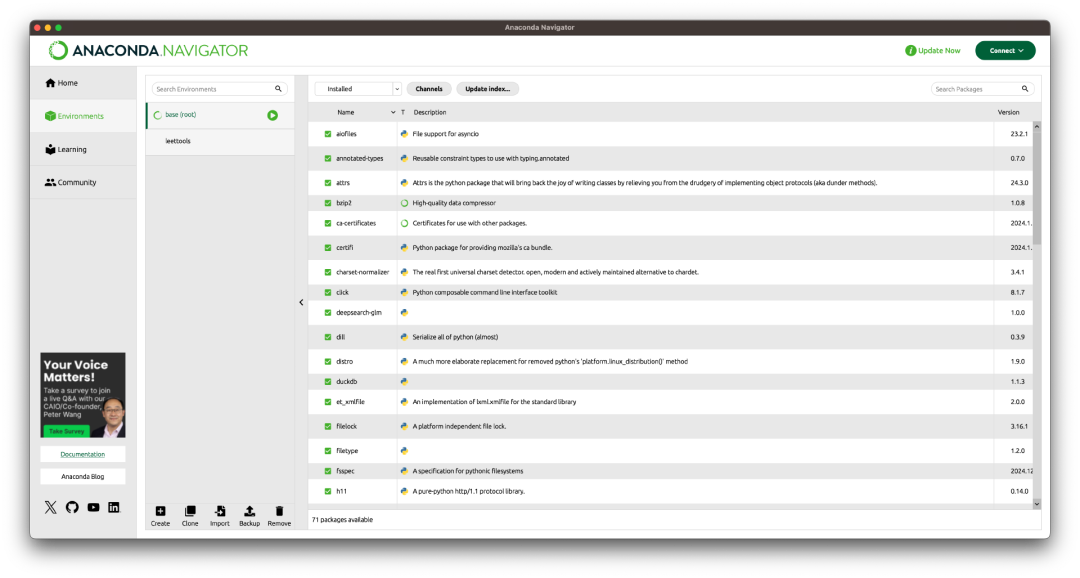 Anaconda Navigator
ANACONDA.NAVIGATOR
Update Now
Connect
Home
Environments
Learning
Community
Your Voice
Matters!
Take a survey to join
a live Q&A with our
CAIO/Co-founder,
Peter Wang
Take Survey
Documentation
Anaconda Blog
Search Environments
base (root)
leettools
Create Clone Import Backup Remove
Installed Channels Update index... Search Packages
Name T Description Version
aiofiles File support for asyncio 23.2.1
annotated-types Reusable constraint types to use with typing.annotated 0.7.0
attrs Attrs is the python package that will bring back the joy of writing classes by relieving you from the drudgery of implementing object protocols (aka dunder methods). 24.3.0
bzip2 High-quality data compressor 1.0.8
ca-certificates Certificates for use with other packages. 2024.1.
certifi Python package for providing mozilla's ca bundle. 2024.1.
charset-normalizer The real first universal charset detector. open, modern and actively maintained alternative to chardet. 3.4.1
click Python composable command line interface toolkit 8.1.7
deepsearch-glm 1.0.0
dill Serialize all of python (almost) 0.3.9
distro A much more elaborate replacement for removed python's 'platform.linux_distribution()' method 1.9.0
duckdb 1.1.3
et_xmlfile An implementation of lxml.xmlfile for the standard library 2.0.0
filelock A platform independent file lock. 3.16.1
filetype 1.2.0
fsspec A specification for pythonic filesystems 2024.12
h11 A pure-python http/1.1 protocol library. 0.14.0
71 packages available